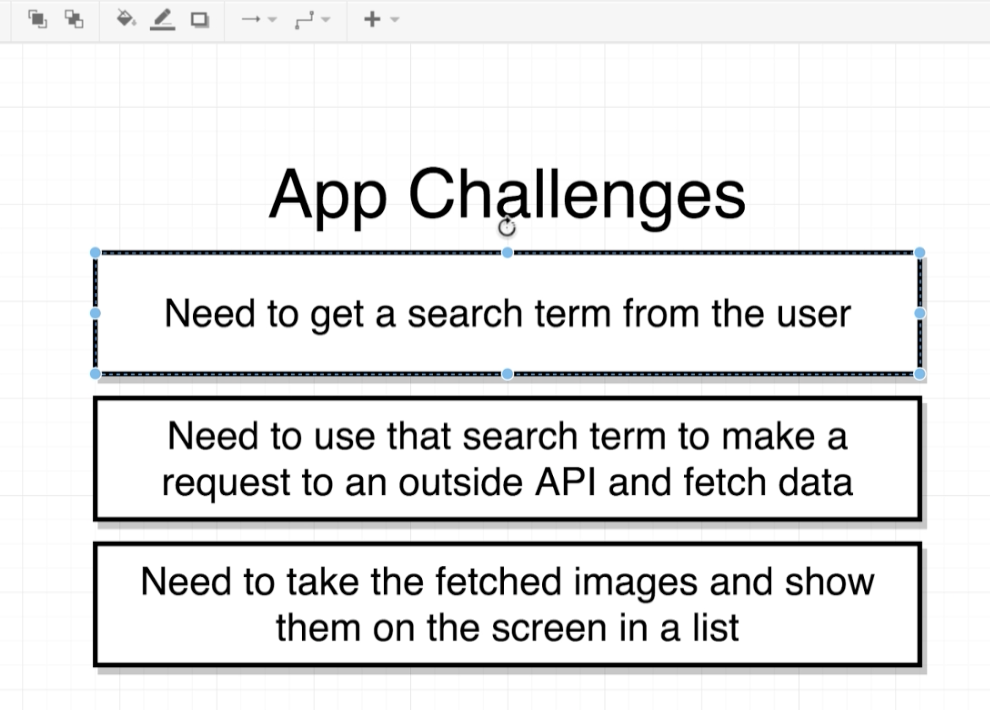 App Challenges
Need to get a search term from the user
Need to use that search term to make a
request to an outside API and fetch data
Need to take the fetched images and show
them on the screen in a list